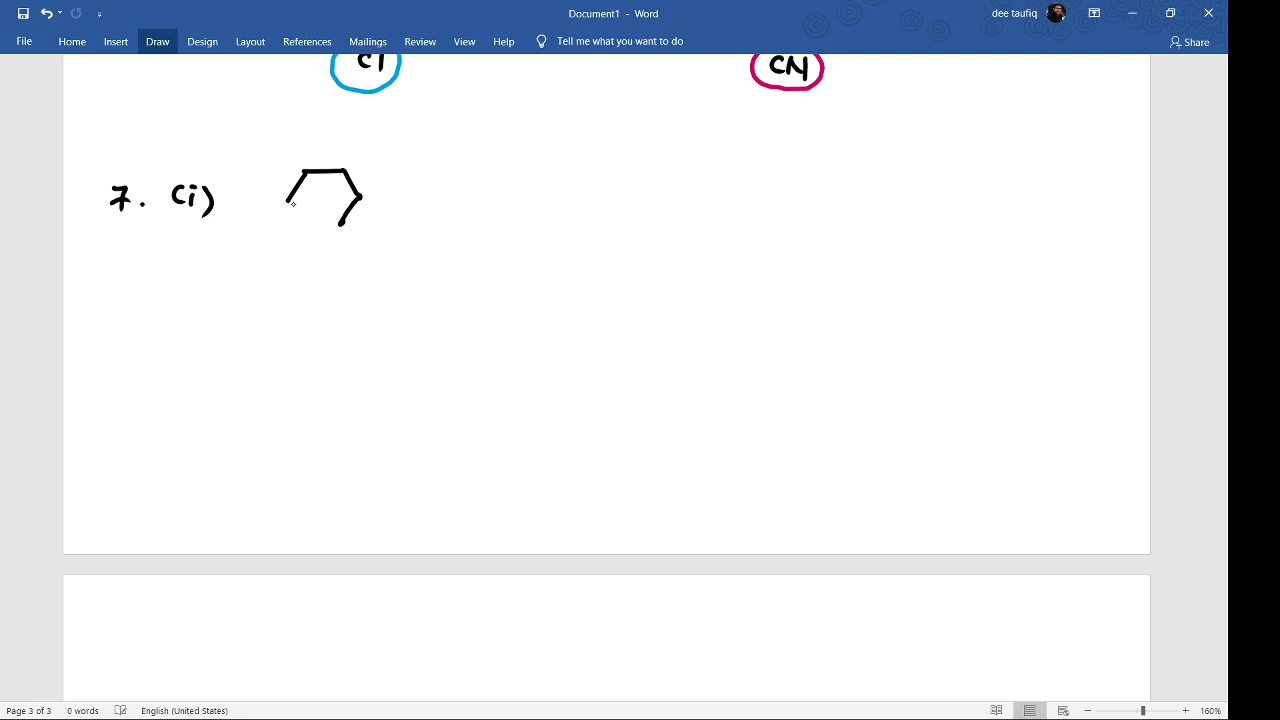 Document1 - Word
dee taufiq
File Home Insert Draw Design Layout References Mailings Review View Help Tell me what you want to do Share
CN
7. (i)
Page 3 of 3 0 words English (United States) 160%